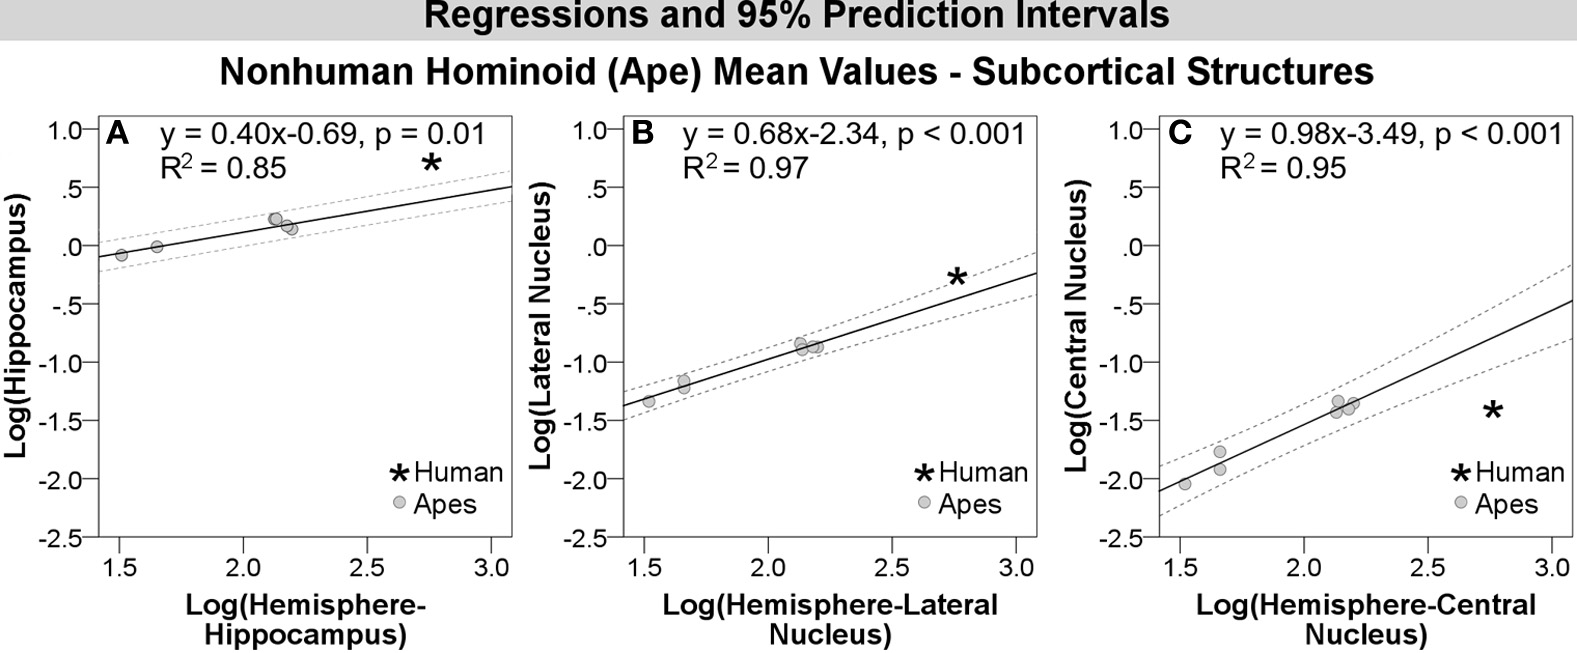 Regressions and 95% Prediction Intervals
Nonhuman Hominoid (Ape) Mean Values - Subcortical Structures
A
y = 0.40x-0.69, p = 0.01
R² = 0.85
Log(Hippocampus)
1.0
.5
.0
-.5
-1.0
-1.5
-2.0
-2.5
* Human
Apes
1.5 2.0 2.5 3.0
Log(Hemisphere-
Hippocampus)
B
y = 0.68x-2.34, p < 0.001
R² = 0.97
Log(Lateral Nucleus)
1.0
.5
.0
-.5
-1.0
-1.5
-2.0
-2.5
* Human
Apes
1.5 2.0 2.5 3.0
Log(Hemisphere-Lateral
Nucleus)
C
y = 0.98x-3.49, p < 0.001
R² = 0.95
Log(Central Nucleus)
1.0
.5
.0
-.5
-1.0
-1.5
-2.0
-2.5
* Human
Apes
1.5 2.0 2.5 3.0
Log(Hemisphere-Central
Nucleus)